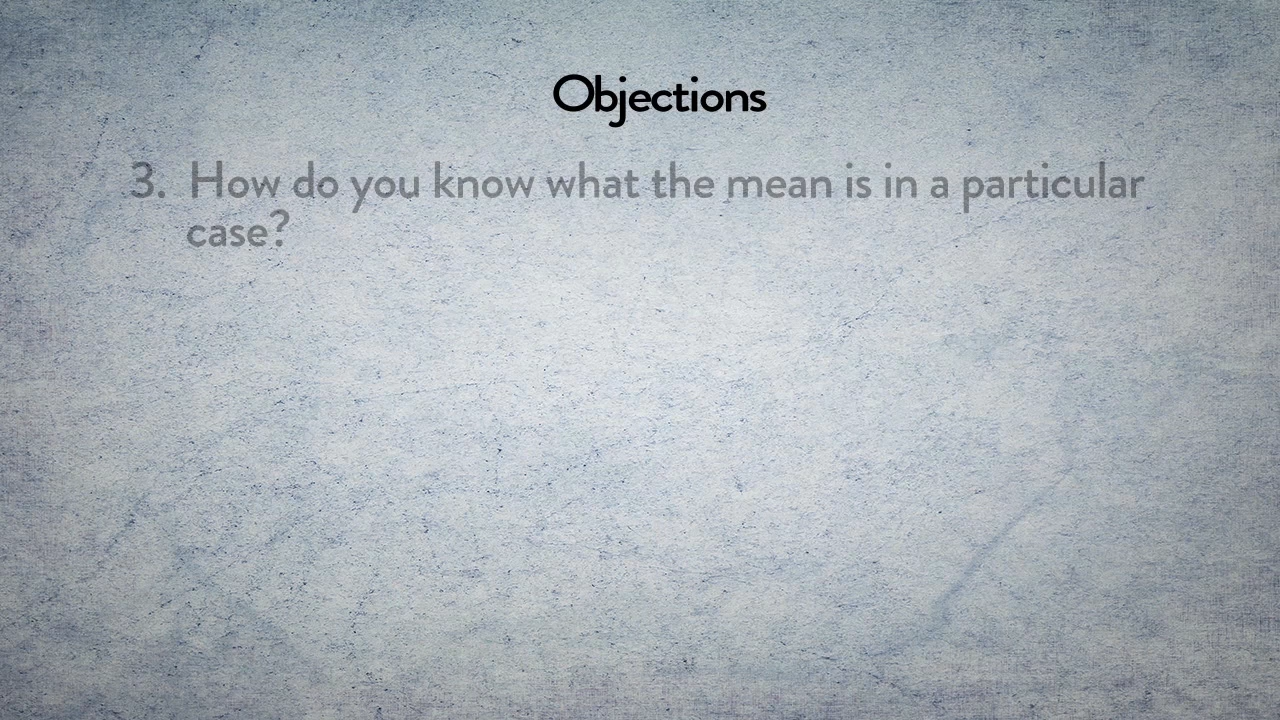 Objections
3. How do you know what the mean is in a particular
case?